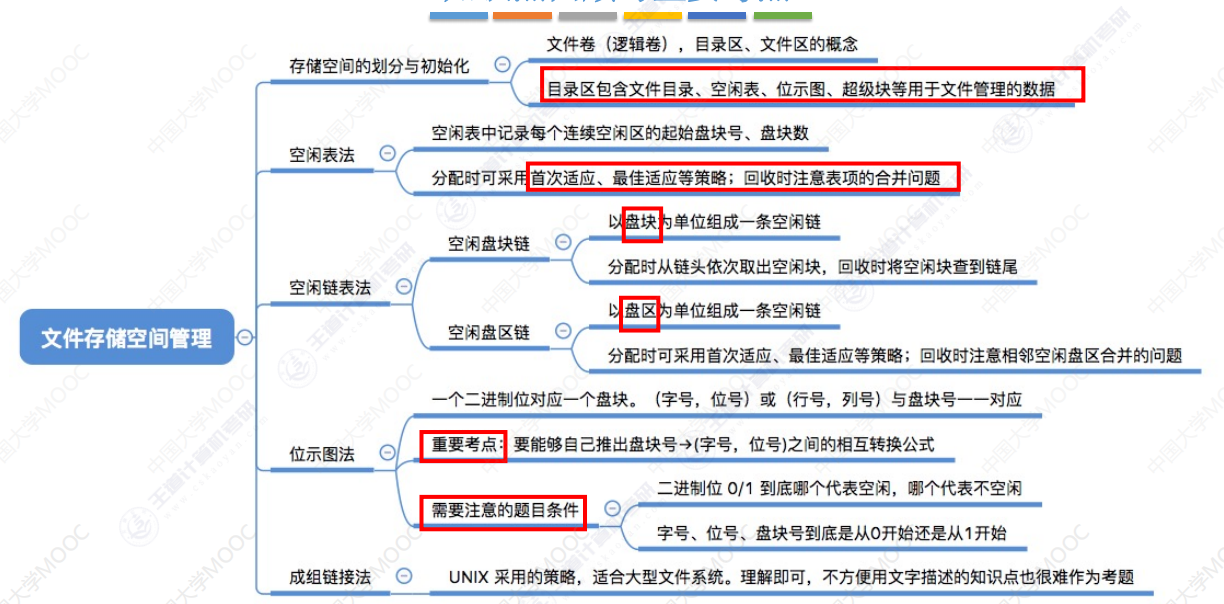 文件卷（逻辑卷），目录区、文件区的概念
存储空间的划分与初始化
目录区包含文件目录、空闲表、位示图、超级块等用于文件管理的数据
空闲表中记录每个连续空闲区的起始盘块号、盘块数
空闲表法
分配时可采用首次适应、最佳适应等策略；回收时注意表项的合并问题
以盘块为单位组成一条空闲链
空闲盘块链
分配时从链头依次取出空闲块，回收时将空闲块查到链尾
空闲链表法
以盘区为单位组成一条空闲链
空闲盘区链
分配时可采用首次适应、最佳适应等策略；回收时注意相邻空闲盘区合并的问题
文件存储空间管理
一个二进制位对应一个盘块。（字号，位号）或（行号，列号）与盘块号一一对应
位示图法
重要考点：要能够自己推出盘块号→(字号，位号)之间的相互转换公式
二进制位 0/1 到底哪个代表空闲，哪个代表不空闲
需要注意的题目条件
字号、位号、盘块号到底是从0开始还是从1开始
成组链接法
UNIX 采用的策略，适合大型文件系统。理解即可，不方便用文字描述的知识点也很难作为考题
中国大学MOOC
王道计算机考研